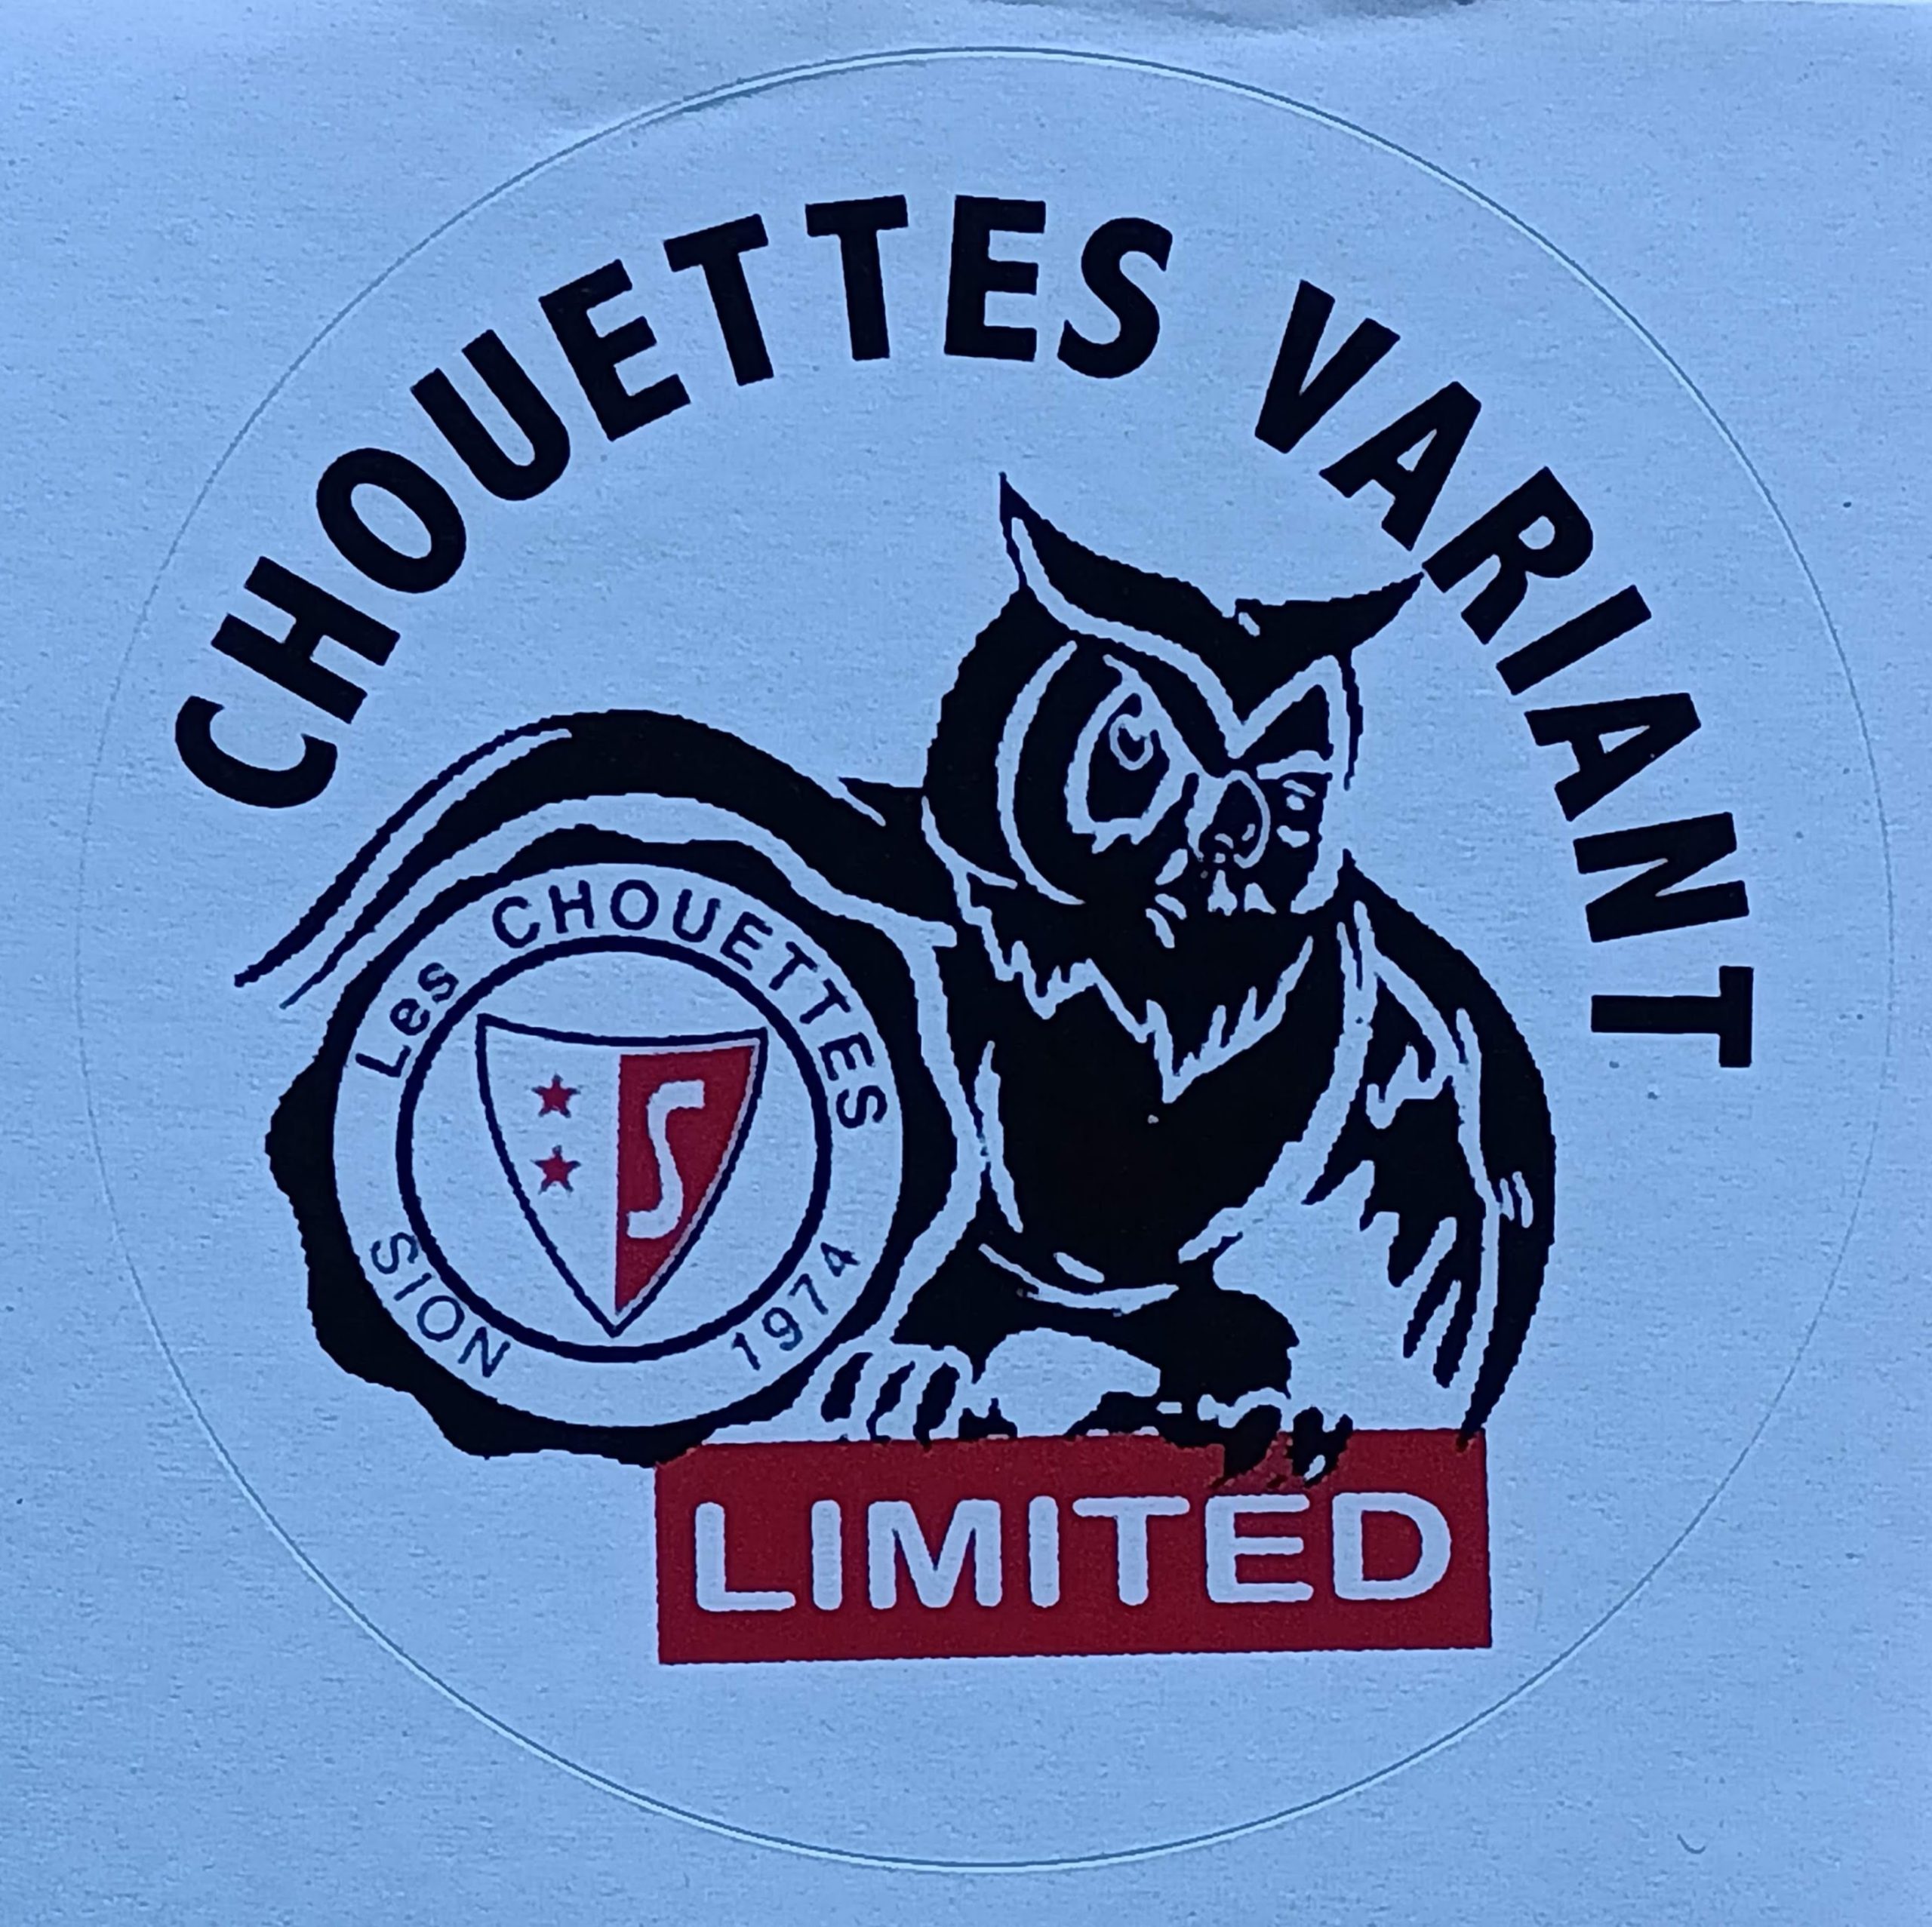 CHOUETTES VARIANT
Les CHOUETTES
S
SION 1974
LIMITED